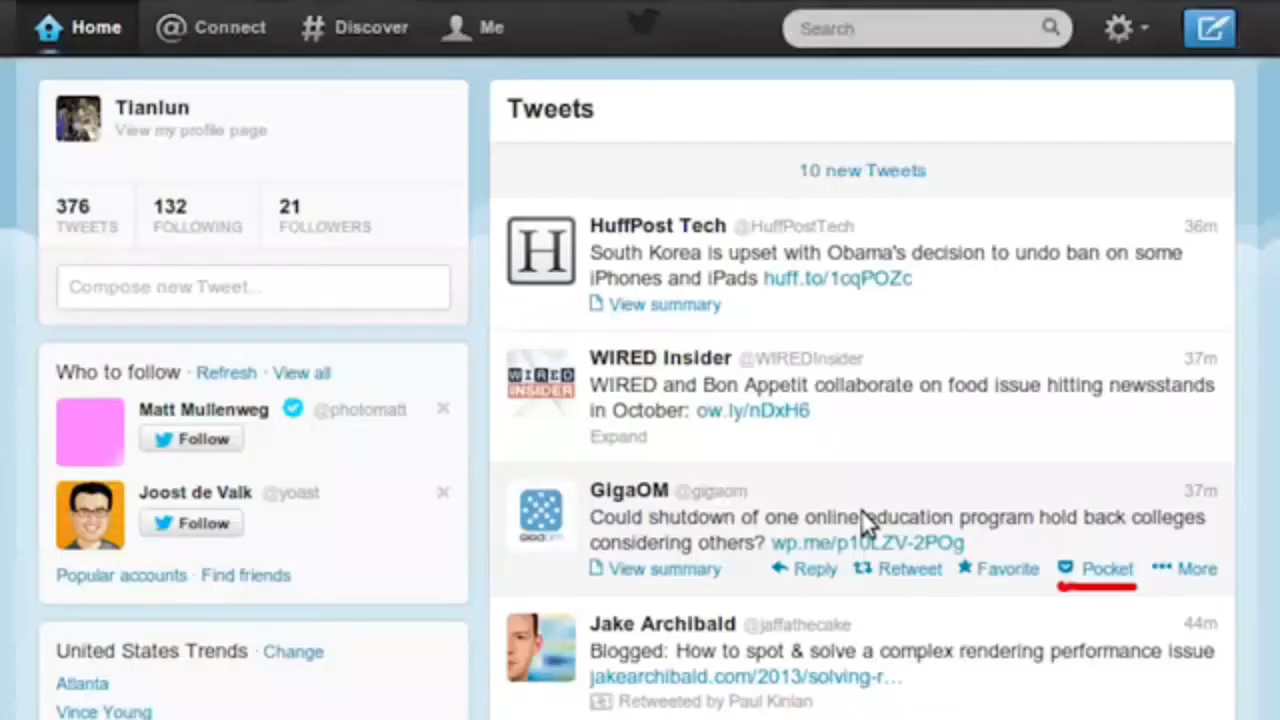 Home
Connect
Discover
Me
Search
Tianlun
View my profile page
376 TWEETS
132 FOLLOWING
21 FOLLOWERS
Compose new Tweet...
Who to follow · Refresh · View all
Matt Mullenweg @photomatt
Follow
Joost de Valk @yoast
Follow
Popular accounts · Find friends
United States Trends · Change
Atlanta
Vince Young
Tweets
10 new Tweets
H
HuffPost Tech @HuffPostTech 36m
South Korea is upset with Obama's decision to undo ban on some
iPhones and iPads huff.to/1cqPOZc
View summary
WIRED INSIDER
WIRED Insider @WIREDInsider 37m
WIRED and Bon Appetit collaborate on food issue hitting newsstands
in October: ow.ly/nDxH6
Expand
GIGAOM
GigaOM @gigaom 37m
Could shutdown of one online education program hold back colleges
considering others? wp.me/p10LZV-2POg
View summary Reply Retweet Favorite Pocket More
Jake Archibald @jaffathecake 44m
Blogged: How to spot & solve a complex rendering performance issue
jakearchibald.com/2013/solving-r…
Retweeted by Paul Kinlan